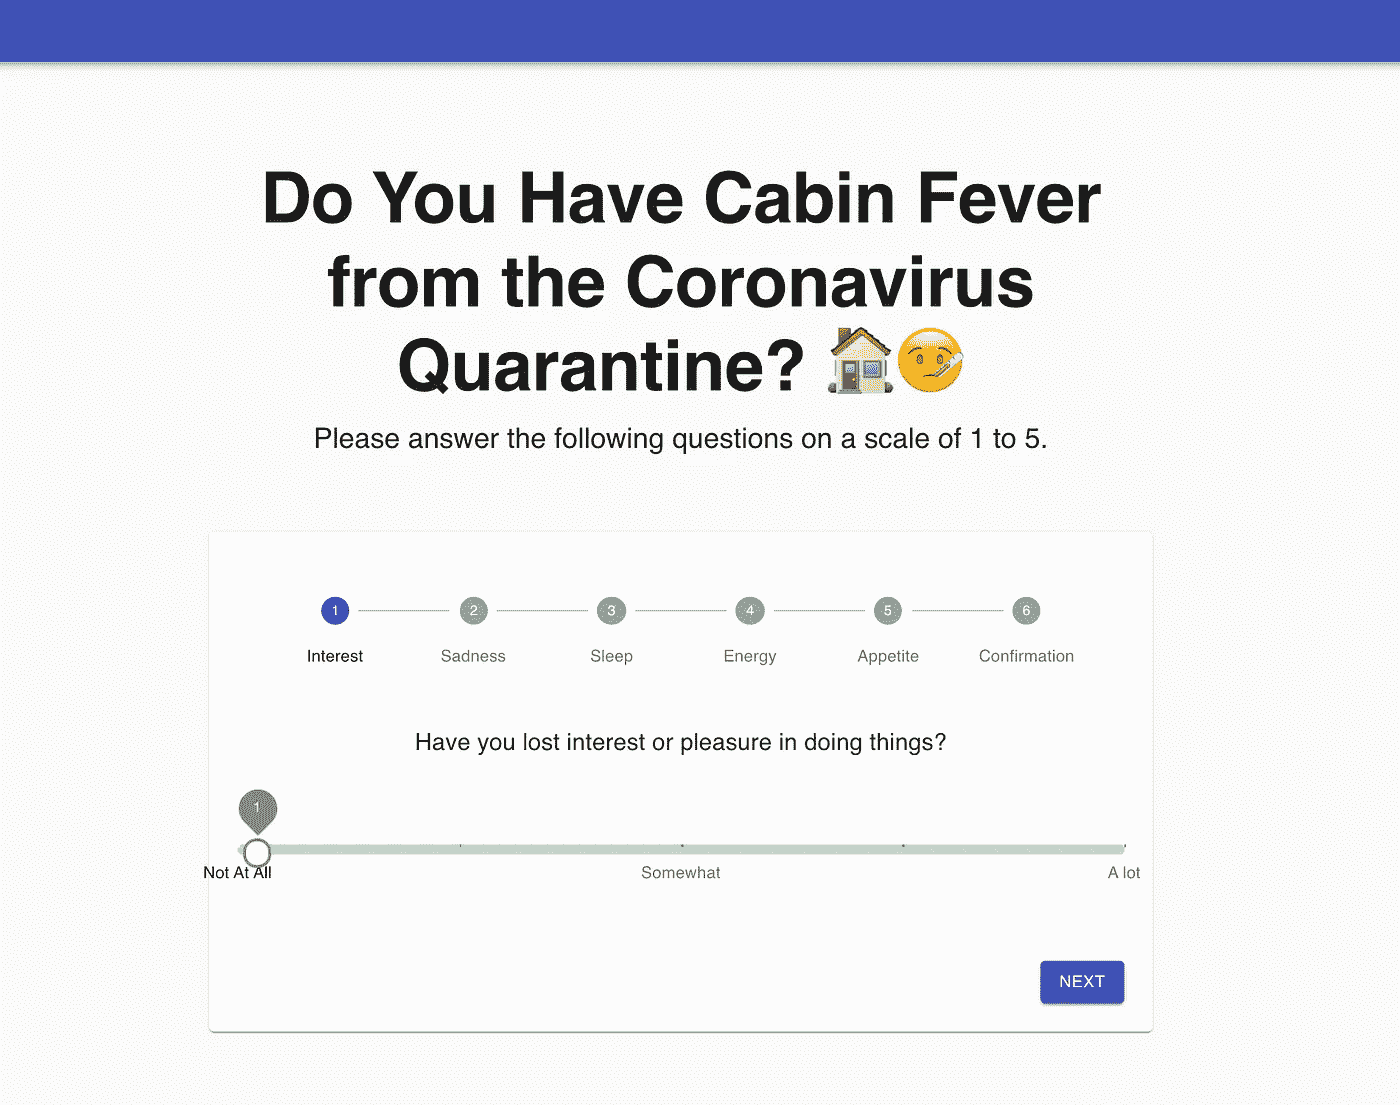 Do You Have Cabin Fever
from the Coronavirus
Quarantine? 🏠🤒
Please answer the following questions on a scale of 1 to 5.
1 2 3 4 5 6
Interest Sadness Sleep Energy Appetite Confirmation
Have you lost interest or pleasure in doing things?
1
Not At All Somewhat A lot
NEXT